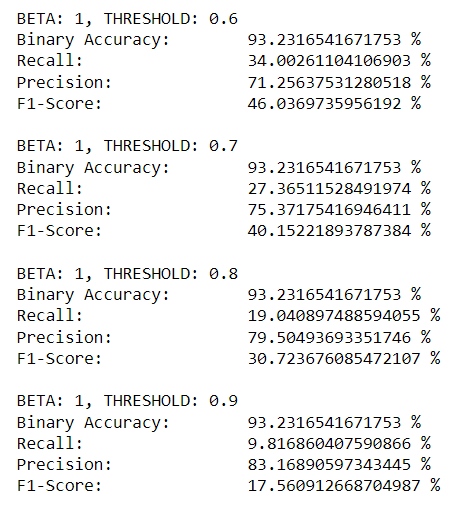 BETA: 1, THRESHOLD: 0.6
Binary Accuracy: 93.2316541671753 %
Recall: 34.00261104106903 %
Precision: 71.25637531280518 %
F1-Score: 46.0369735956192 %
BETA: 1, THRESHOLD: 0.7
Binary Accuracy: 93.2316541671753 %
Recall: 27.36511528491974 %
Precision: 75.37175416946411 %
F1-Score: 40.15221893787384 %
BETA: 1, THRESHOLD: 0.8
Binary Accuracy: 93.2316541671753 %
Recall: 19.040897488594055 %
Precision: 79.50493693351746 %
F1-Score: 30.723676085472107 %
BETA: 1, THRESHOLD: 0.9
Binary Accuracy: 93.2316541671753 %
Recall: 9.816860407590866 %
Precision: 83.16890597343445 %
F1-Score: 17.560912668704987 %